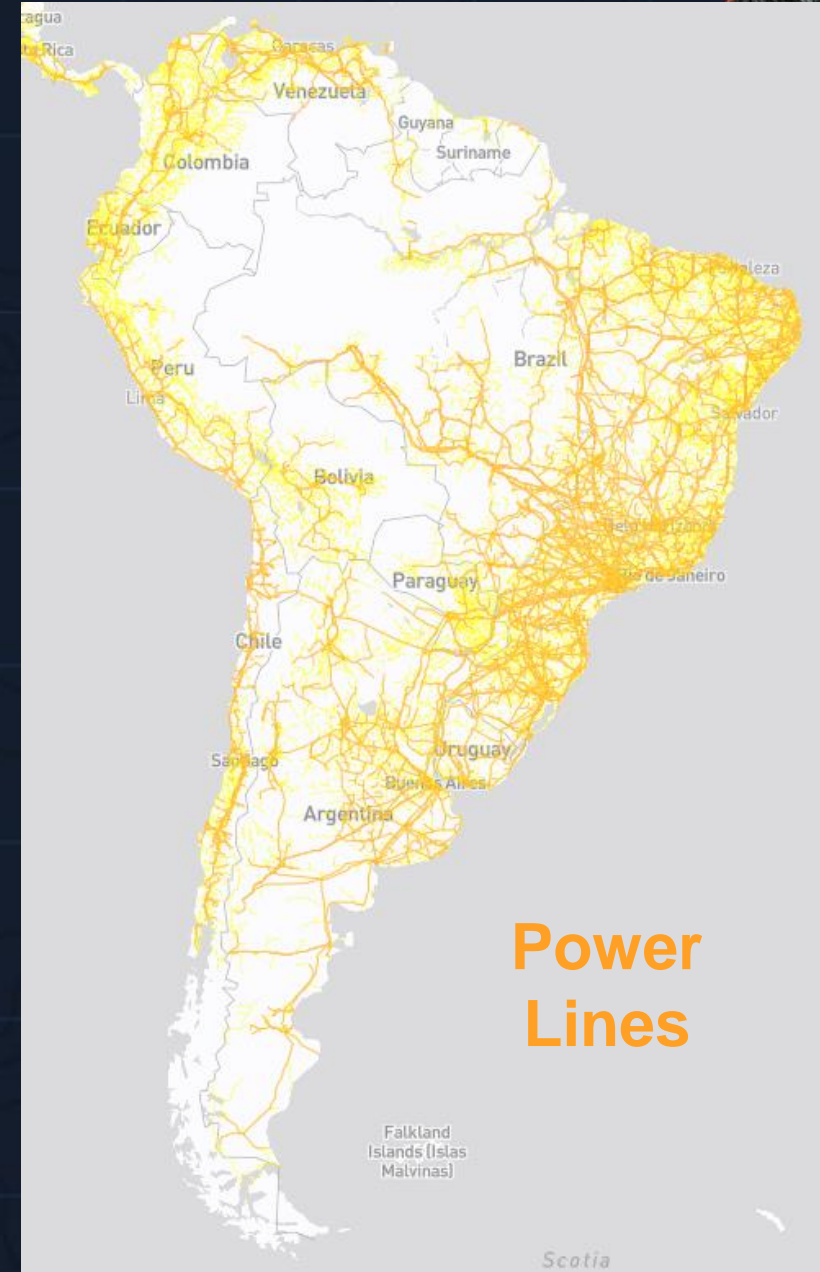 Caracas
Venezuela
Guyana
Suriname
Colombia
Ecuador
Brazil
Peru
Lima
Salvador
Bolivia
Rio de Janeiro
Paraguay
Chile
Santiago
Uruguay
Buenos Aires
Argentina
Power
Lines
Falkland
Islands (Islas
Malvinas)
Scotia